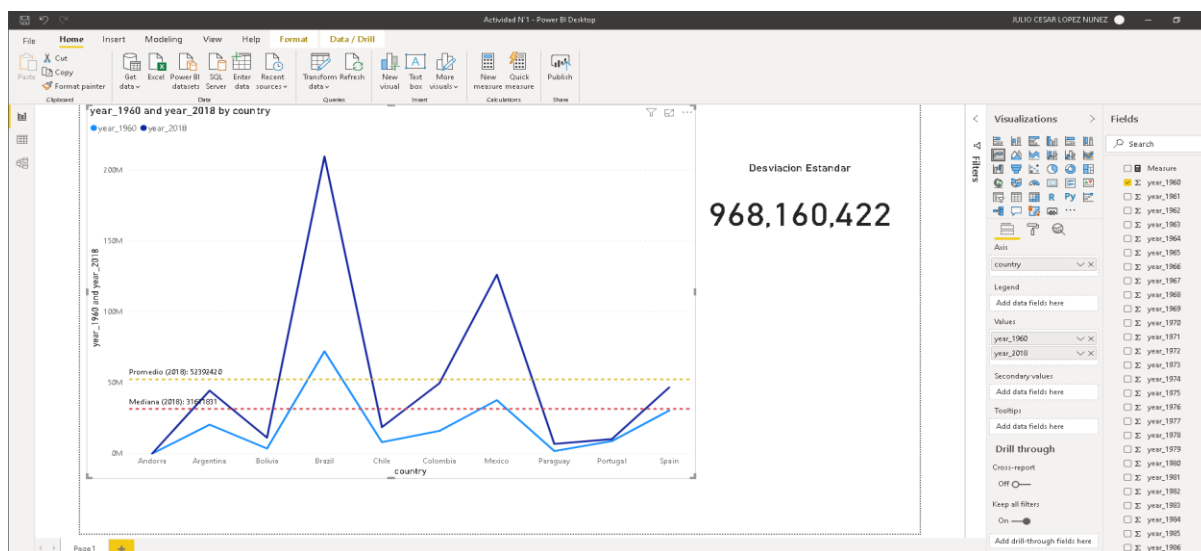 Actividad N'1 - Power BI Desktop
JULIO CESAR LOPEZ NUNEZ
File
Home
Insert
Modeling
View
Help
Format
Data / Drill
Paste
Cut
Copy
Format painter
Clipboard
Get data
Excel
Power BI datasets
SQL Server
Enter data
Recent sources
Data
Transform data
Refresh
Queries
New visual
Text box
More visuals
Insert
New measure
Quick measure
Calculations
Publish
Share
year_1960 and year_2018 by country
year_1960 year_2018
200M
150M
100M
50M
0M
year_1960 and year_2018
Promedio (2018): 52392420
Mediana (2018): 31611831
Andorra Argentina Bolivia Brazil Chile Colombia Mexico Paraguay Portugal Spain
country
Desviacion Estandar
968,160,422
Filters
Visualizations
R Py
Axis
country
Legend
Add data fields here
Values
year_1960
year_2018
Secondary values
Add data fields here
Tooltips
Add data fields here
Drill through
Cross-report
Off
Keep all filters
On
Add drill-through fields here
Fields
Search
Measure
year_1960
year_1961
year_1962
year_1963
year_1964
year_1965
year_1966
year_1967
year_1968
year_1969
year_1970
year_1971
year_1972
year_1973
year_1974
year_1975
year_1976
year_1977
year_1978
year_1979
year_1980
year_1981
year_1982
year_1983
year_1984
year_1985
year_1986
Page1